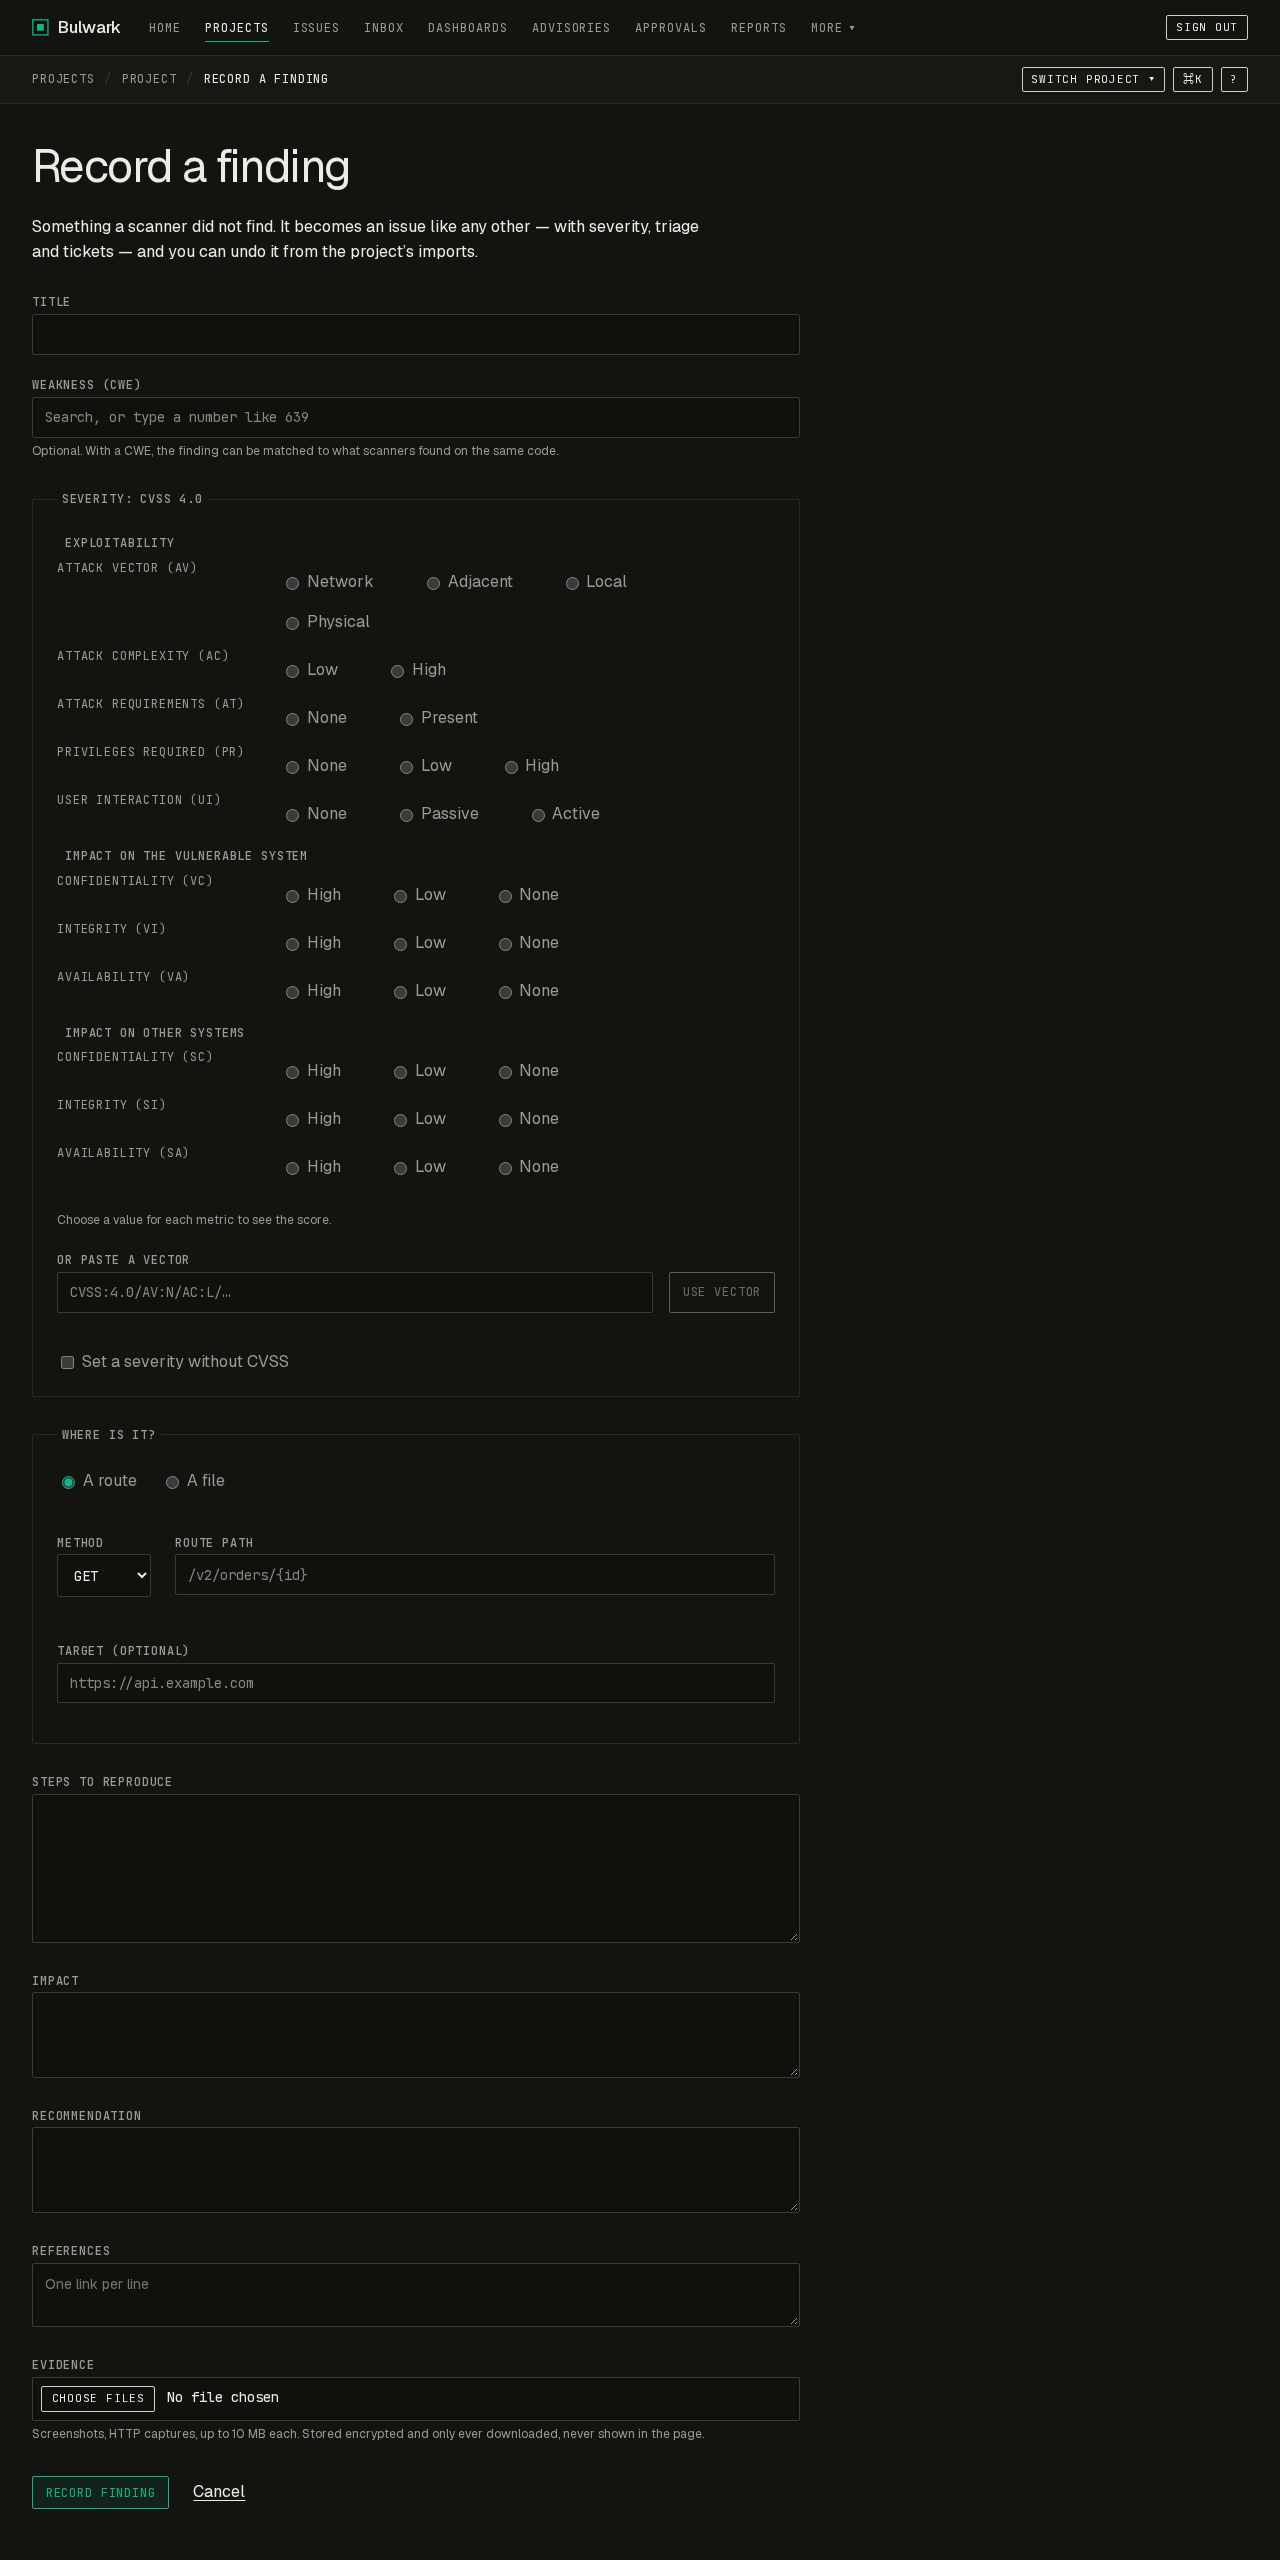 Bulwark HOME PROJECTS ISSUES INBOX DASHBOARDS ADVISORIES APPROVALS REPORTS MORE ▾ SIGN OUT
PROJECTS / PROJECT / RECORD A FINDING SWITCH PROJECT ▾ ⌘K ?
Record a finding
Something a scanner did not find. It becomes an issue like any other — with severity, triage
and tickets — and you can undo it from the project's imports.
TITLE
WEAKNESS (CWE)
Search, or type a number like 639
Optional. With a CWE, the finding can be matched to what scanners found on the same code.
SEVERITY: CVSS 4.0
EXPLOITABILITY
ATTACK VECTOR (AV)
Network Adjacent Local
Physical
ATTACK COMPLEXITY (AC)
Low High
ATTACK REQUIREMENTS (AT)
None Present
PRIVILEGES REQUIRED (PR)
None Low High
USER INTERACTION (UI)
None Passive Active
IMPACT ON THE VULNERABLE SYSTEM
CONFIDENTIALITY (VC)
High Low None
INTEGRITY (VI)
High Low None
AVAILABILITY (VA)
High Low None
IMPACT ON OTHER SYSTEMS
CONFIDENTIALITY (SC)
High Low None
INTEGRITY (SI)
High Low None
AVAILABILITY (SA)
High Low None
Choose a value for each metric to see the score.
OR PASTE A VECTOR
CVSS:4.0/AV:N/AC:L/… USE VECTOR
Set a severity without CVSS
WHERE IS IT?
A route A file
METHOD ROUTE PATH
GET /v2/orders/{id}
TARGET (OPTIONAL)
https://api.example.com
STEPS TO REPRODUCE
IMPACT
RECOMMENDATION
REFERENCES
One link per line
EVIDENCE
CHOOSE FILES No file chosen
Screenshots, HTTP captures, up to 10 MB each. Stored encrypted and only ever downloaded, never shown in the page.
RECORD FINDING Cancel